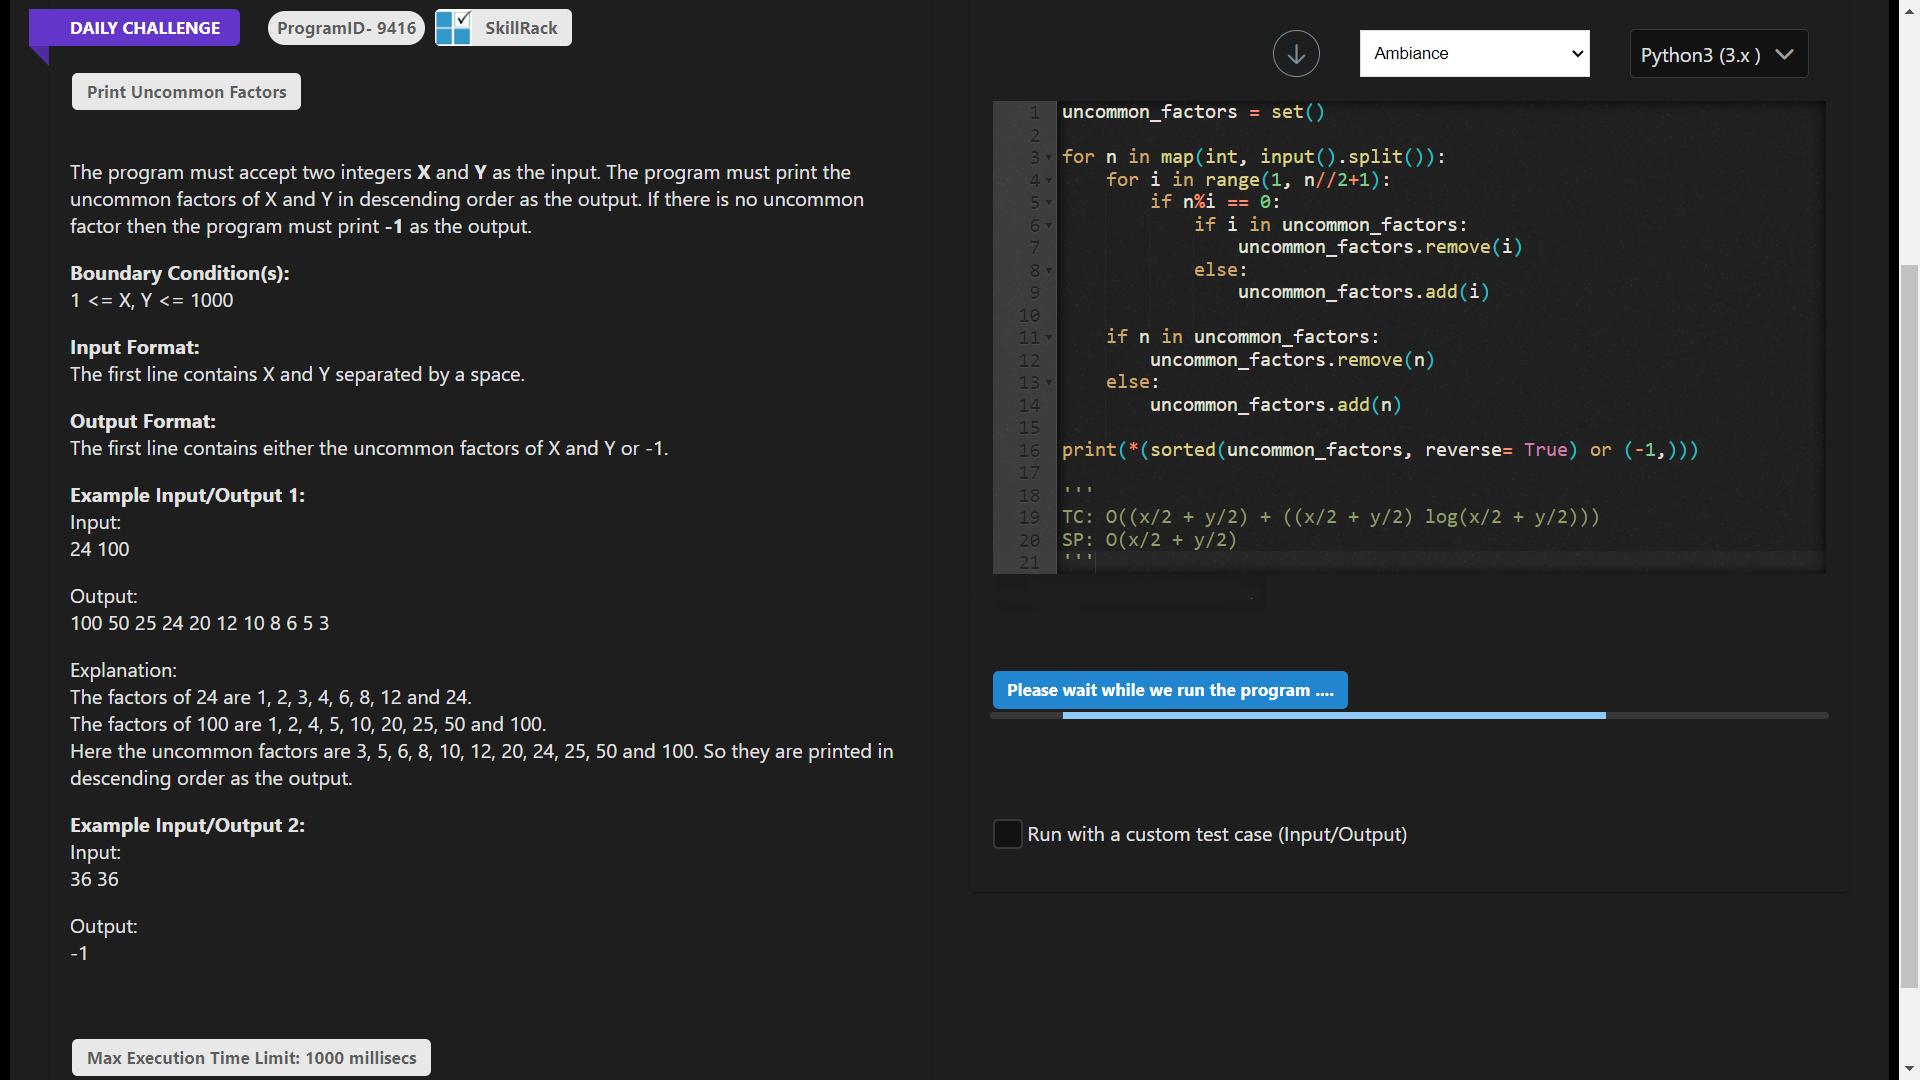 DAILY CHALLENGE
ProgramID- 9416
SkillRack
Print Uncommon Factors
The program must accept two integers X and Y as the input. The program must print the
uncommon factors of X and Y in descending order as the output. If there is no uncommon
factor then the program must print -1 as the output.
Boundary Condition(s):
1 <= X, Y <= 1000
Input Format:
The first line contains X and Y separated by a space.
Output Format:
The first line contains either the uncommon factors of X and Y or -1.
Example Input/Output 1:
Input:
24 100
Output:
100 50 25 24 20 12 10 8 6 5 3
Explanation:
The factors of 24 are 1, 2, 3, 4, 6, 8, 12 and 24.
The factors of 100 are 1, 2, 4, 5, 10, 20, 25, 50 and 100.
Here the uncommon factors are 3, 5, 6, 8, 10, 12, 20, 24, 25, 50 and 100. So they are printed in
descending order as the output.
Example Input/Output 2:
Input:
36 36
Output:
-1
Max Execution Time Limit: 1000 millisecs
Ambiance
Python3 (3.x )
1 uncommon_factors = set()
2
3 for n in map(int, input().split()):
4     for i in range(1, n//2+1):
5         if n%i == 0:
6             if i in uncommon_factors:
7                 uncommon_factors.remove(i)
8             else:
9                 uncommon_factors.add(i)
10
11     if n in uncommon_factors:
12         uncommon_factors.remove(n)
13     else:
14         uncommon_factors.add(n)
15
16 print(*(sorted(uncommon_factors, reverse= True) or (-1,)))
17
18 '''
19 TC: O((x/2 + y/2) + ((x/2 + y/2) log(x/2 + y/2)))
20 SP: O(x/2 + y/2)
21 '''
Please wait while we run the program ....
Run with a custom test case (Input/Output)